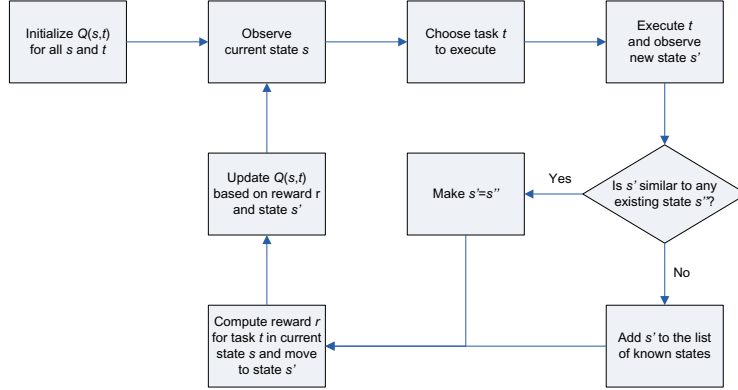 Initialize Q(s,t)
for all s and t
Observe
current state s
Choose task t
to execute
Execute t
and observe
new state s'
Is s' similar to any
existing state s''?
Yes
Make s'=s''
No
Add s' to the list
of known states
Compute reward r
for task t in current
state s and move
to state s'
Update Q(s,t)
based on reward r
and state s'